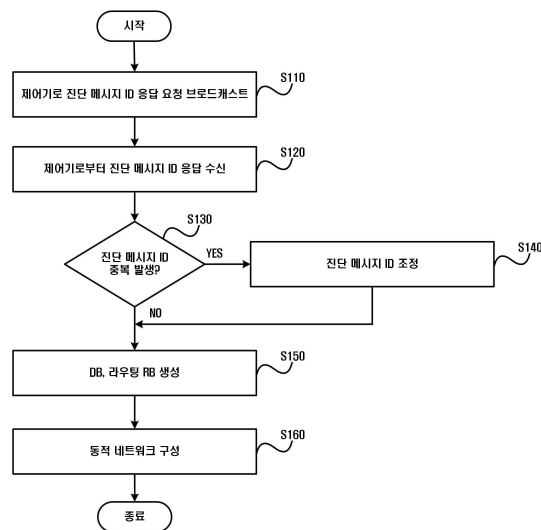 시작
제어기로 진단 메시지 ID 응답 요청 브로드캐스트
S110
제어기로부터 진단 메시지 ID 응답 수신
S120
진단 메시지 ID
중복 발생?
S130
YES
진단 메시지 ID 조정
S140
NO
DB, 라우팅 RB 생성
S150
동적 네트워크 구성
S160
종료